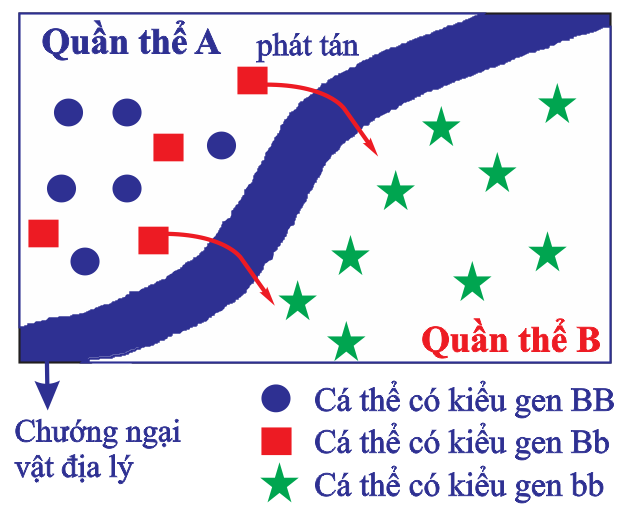 Quần thể A
phát tán
Quần thể B
Chướng ngại
vật địa lý
Cá thể có kiểu gen BB
Cá thể có kiểu gen Bb
Cá thể có kiểu gen bb